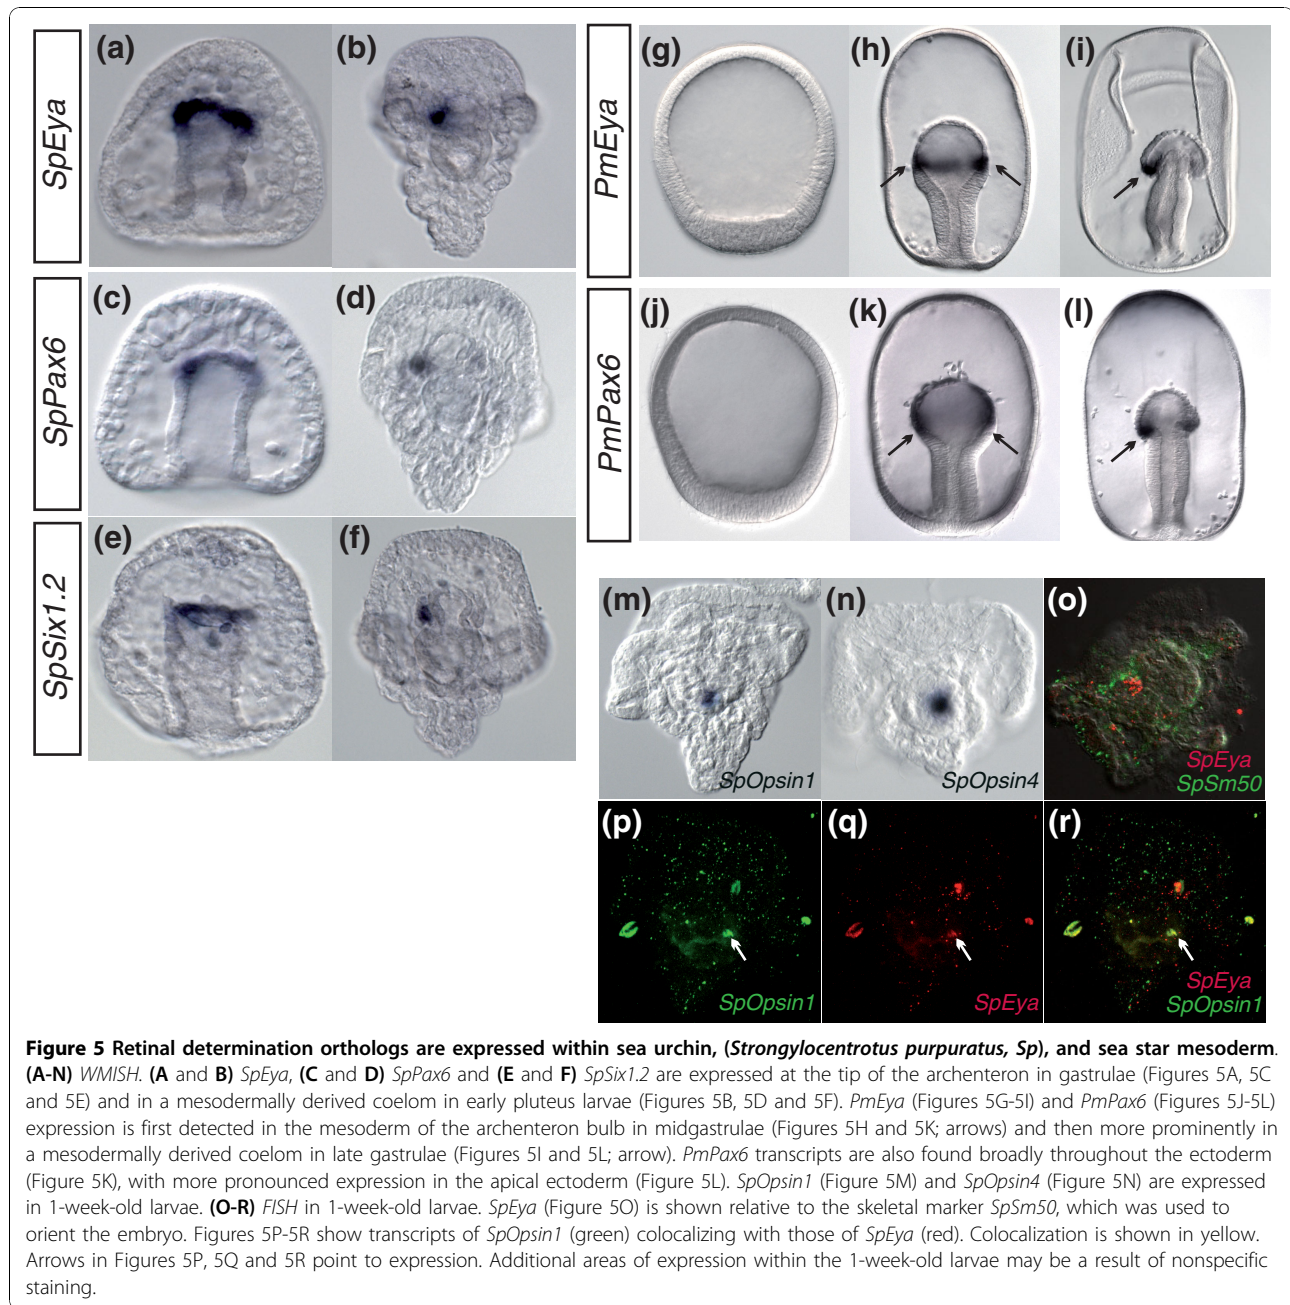 SpEya
(a)
(b)
SpPax6
(c)
(d)
SpSix1.2
(e)
(f)
PmEya
(g)
(h)
(i)
PmPax6
(j)
(k)
(l)
(m)
SpOpsin1
(n)
SpOpsin4
(o)
SpEya
SpSm50
(p)
SpOpsin1
(q)
SpEya
(r)
SpEya
SpOpsin1
Figure 5 Retinal determination orthologs are expressed within sea urchin, (Strongylocentrotus purpuratus, Sp), and sea star mesoderm.
(A-N) WMISH. (A and B) SpEya, (C and D) SpPax6 and (E and F) SpSix1.2 are expressed at the tip of the archenteron in gastrulae (Figures 5A, 5C
and 5E) and in a mesodermally derived coelom in early pluteus larvae (Figures 5B, 5D and 5F). PmEya (Figures 5G-5I) and PmPax6 (Figures 5J-5L)
expression is first detected in the mesoderm of the archenteron bulb in midgastrulae (Figures 5H and 5K; arrows) and then more prominently in
a mesodermally derived coelom in late gastrulae (Figures 5I and 5L; arrow). PmPax6 transcripts are also found broadly throughout the ectoderm
(Figure 5K), with more pronounced expression in the apical ectoderm (Figure 5L). SpOpsin1 (Figure 5M) and SpOpsin4 (Figure 5N) are expressed
in 1-week-old larvae. (O-R) FISH in 1-week-old larvae. SpEya (Figure 5O) is shown relative to the skeletal marker SpSm50, which was used to
orient the embryo. Figures 5P-5R show transcripts of SpOpsin1 (green) colocalizing with those of SpEya (red). Colocalization is shown in yellow.
Arrows in Figures 5P, 5Q and 5R point to expression. Additional areas of expression within the 1-week-old larvae may be a result of nonspecific
staining.